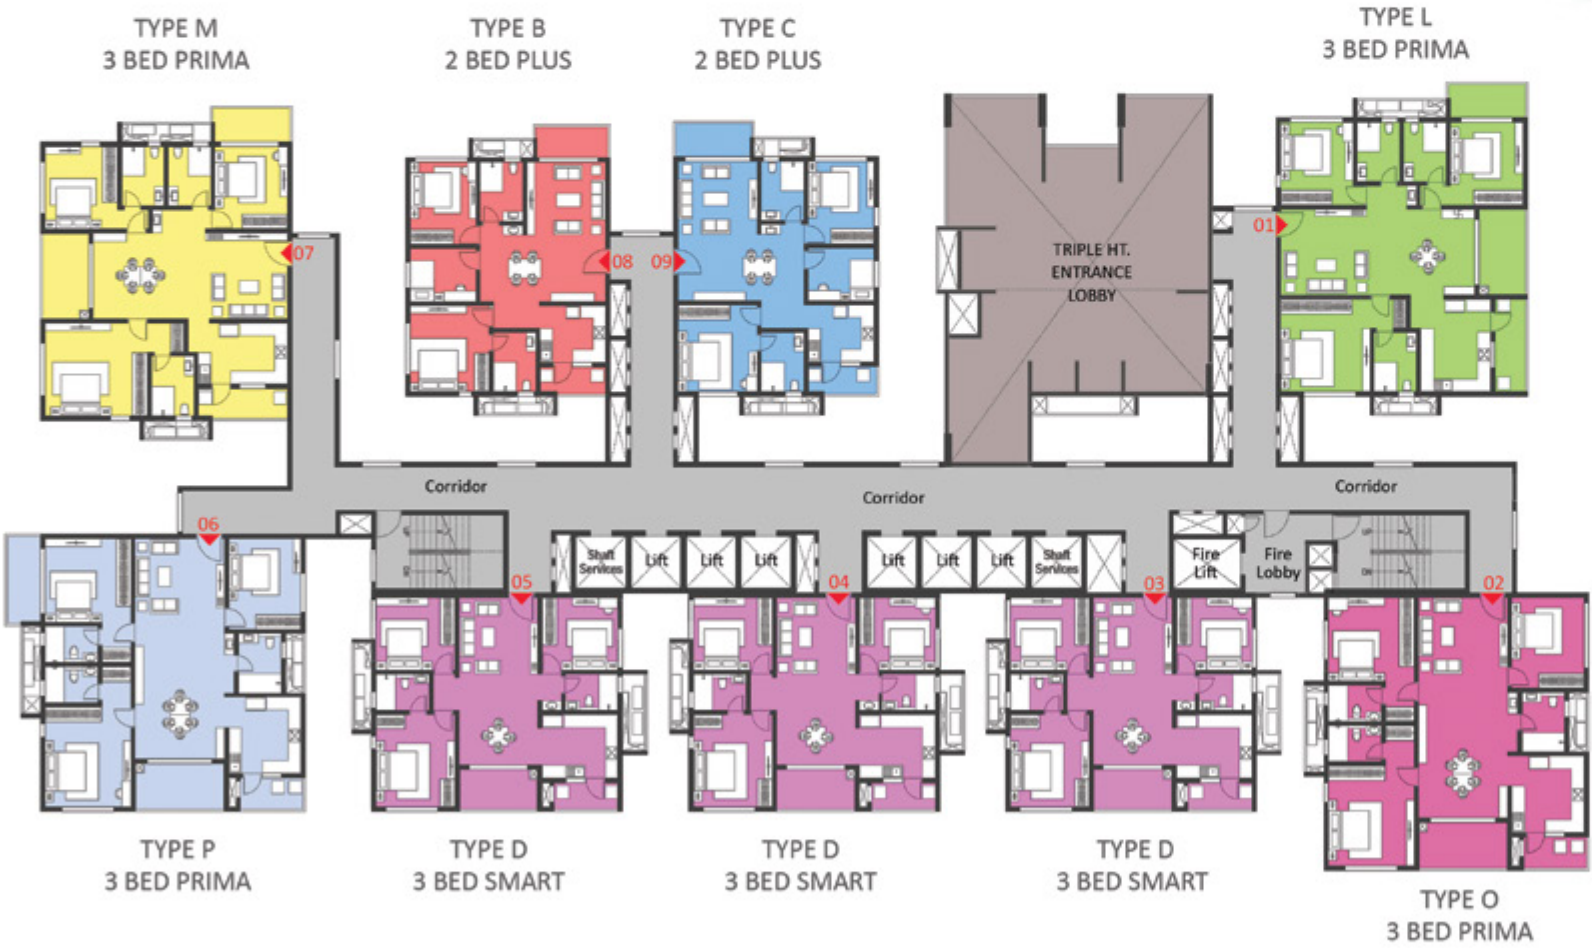 TYPE M
3 BED PRIMA
TYPE B
2 BED PLUS
TYPE C
2 BED PLUS
TYPE L
3 BED PRIMA
07
08
09
TRIPLE HT.
ENTRANCE
LOBBY
01
Corridor
Corridor
Corridor
06
Shaft
Services
Lift
Lift
Lift
Lift
Lift
Lift
Shaft
Services
Fire
Lift
Fire
Lobby
05
04
03
02
TYPE P
3 BED PRIMA
TYPE D
3 BED SMART
TYPE D
3 BED SMART
TYPE D
3 BED SMART
TYPE O
3 BED PRIMA